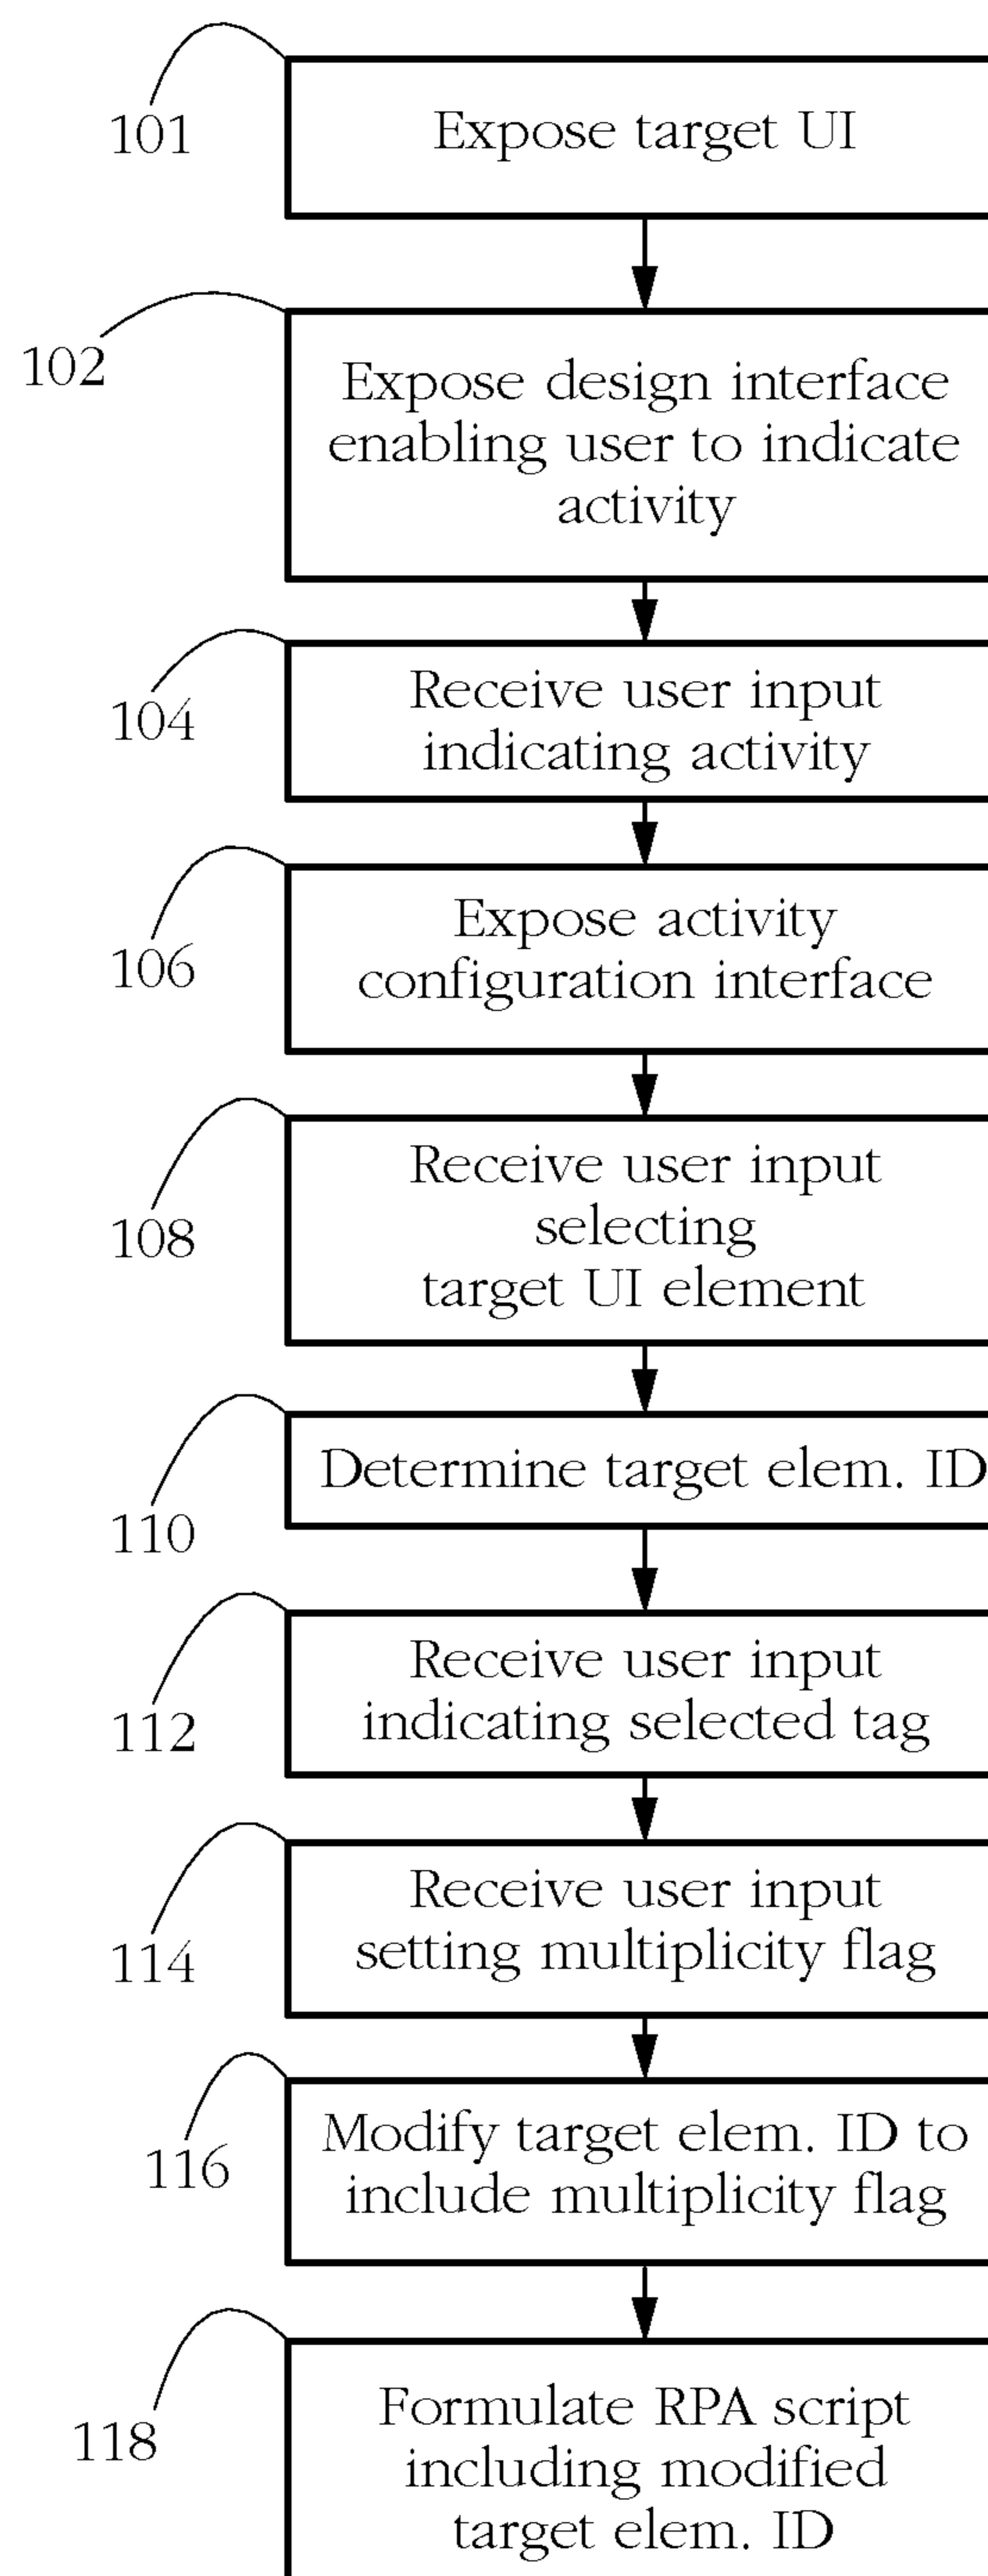 101
Expose target UI
102
Expose design interface
enabling user to indicate
activity
104
Receive user input
indicating activity
106
Expose activity
configuration interface
108
Receive user input
selecting
target UI element
110
Determine target elem. ID
112
Receive user input
indicating selected tag
114
Receive user input
setting multiplicity flag
116
Modify target elem. ID to
include multiplicity flag
118
Formulate RPA script
including modified
target elem. ID